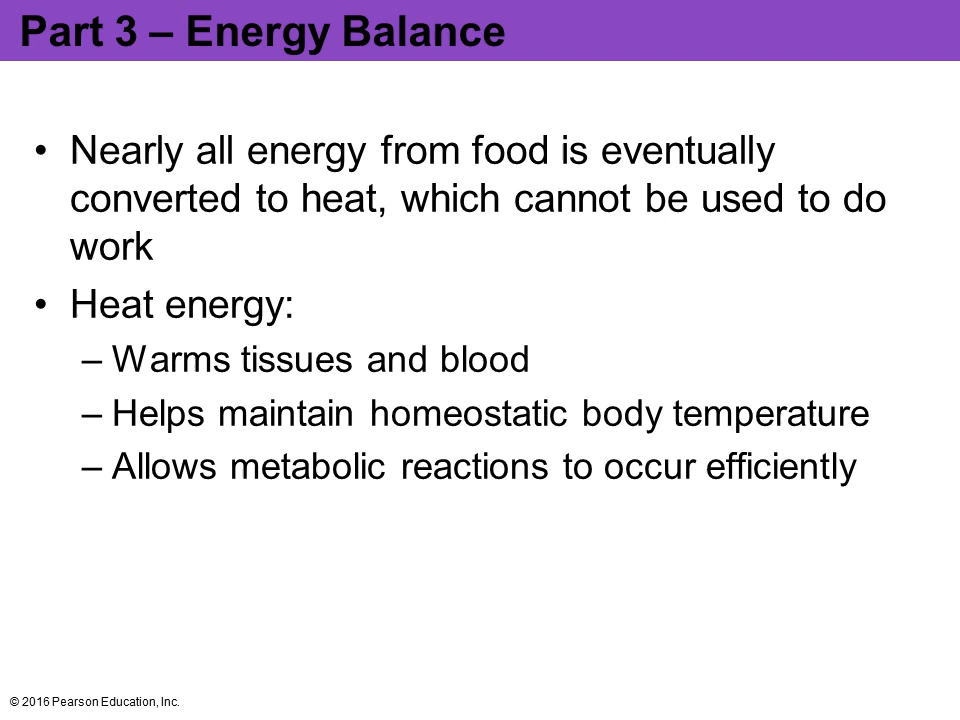 Part 3 – Energy Balance
• Nearly all energy from food is eventually
converted to heat, which cannot be used to do
work
• Heat energy:
– Warms tissues and blood
– Helps maintain homeostatic body temperature
– Allows metabolic reactions to occur efficiently
© 2016 Pearson Education, Inc.